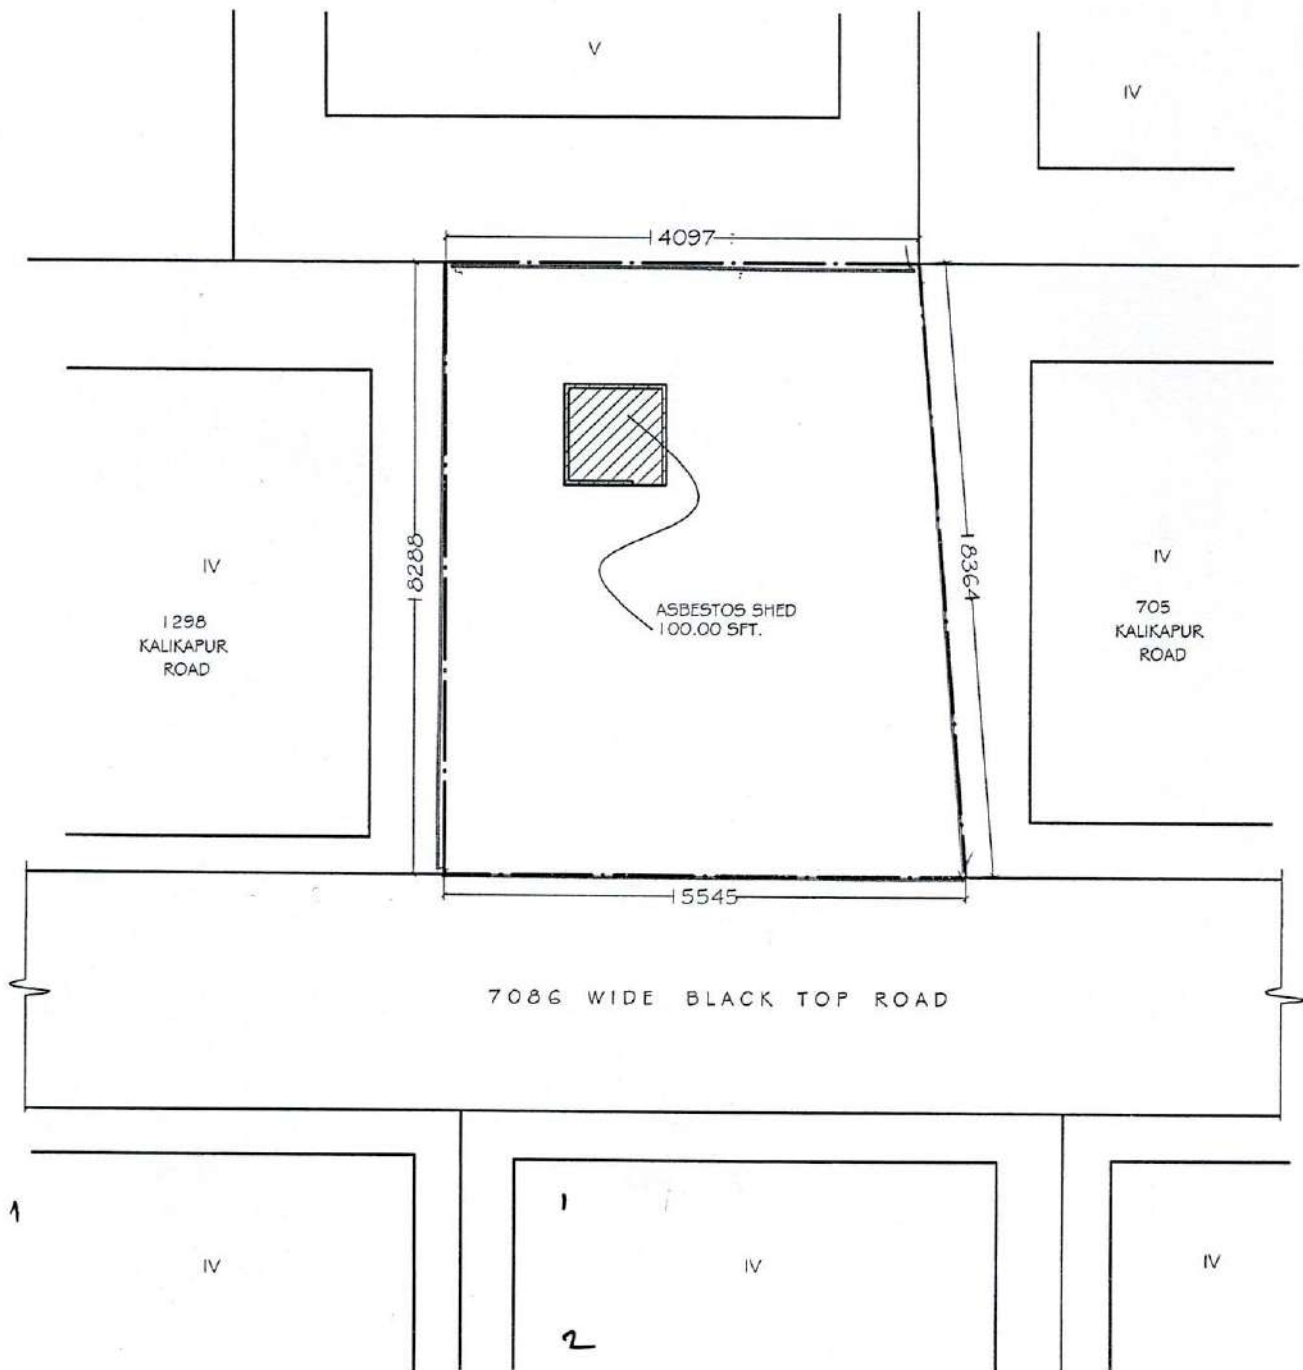 V
IV
14097
18288
18364
IV
1298
KALIKAPUR
ROAD
ASBESTOS SHED
100.00 SFT.
IV
705
KALIKAPUR
ROAD
15545
7086 WIDE BLACK TOP ROAD
1
1
IV
IV
IV
2